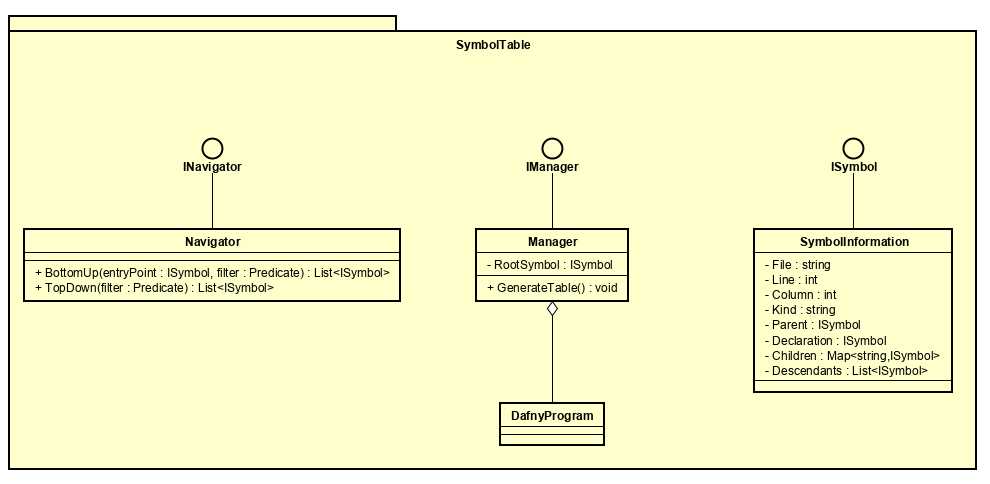 SymbolTable
INavigator
IManager
ISymbol
Navigator
+ BottomUp(entryPoint : ISymbol, filter : Predicate) : List<ISymbol>
+ TopDown(filter : Predicate) : List<ISymbol>
Manager
- RootSymbol : ISymbol
+ GenerateTable() : void
SymbolInformation
- File : string
- Line : int
- Column : int
- Kind : string
- Parent : ISymbol
- Declaration : ISymbol
- Children : Map<string,ISymbol>
- Descendants : List<ISymbol>
DafnyProgram